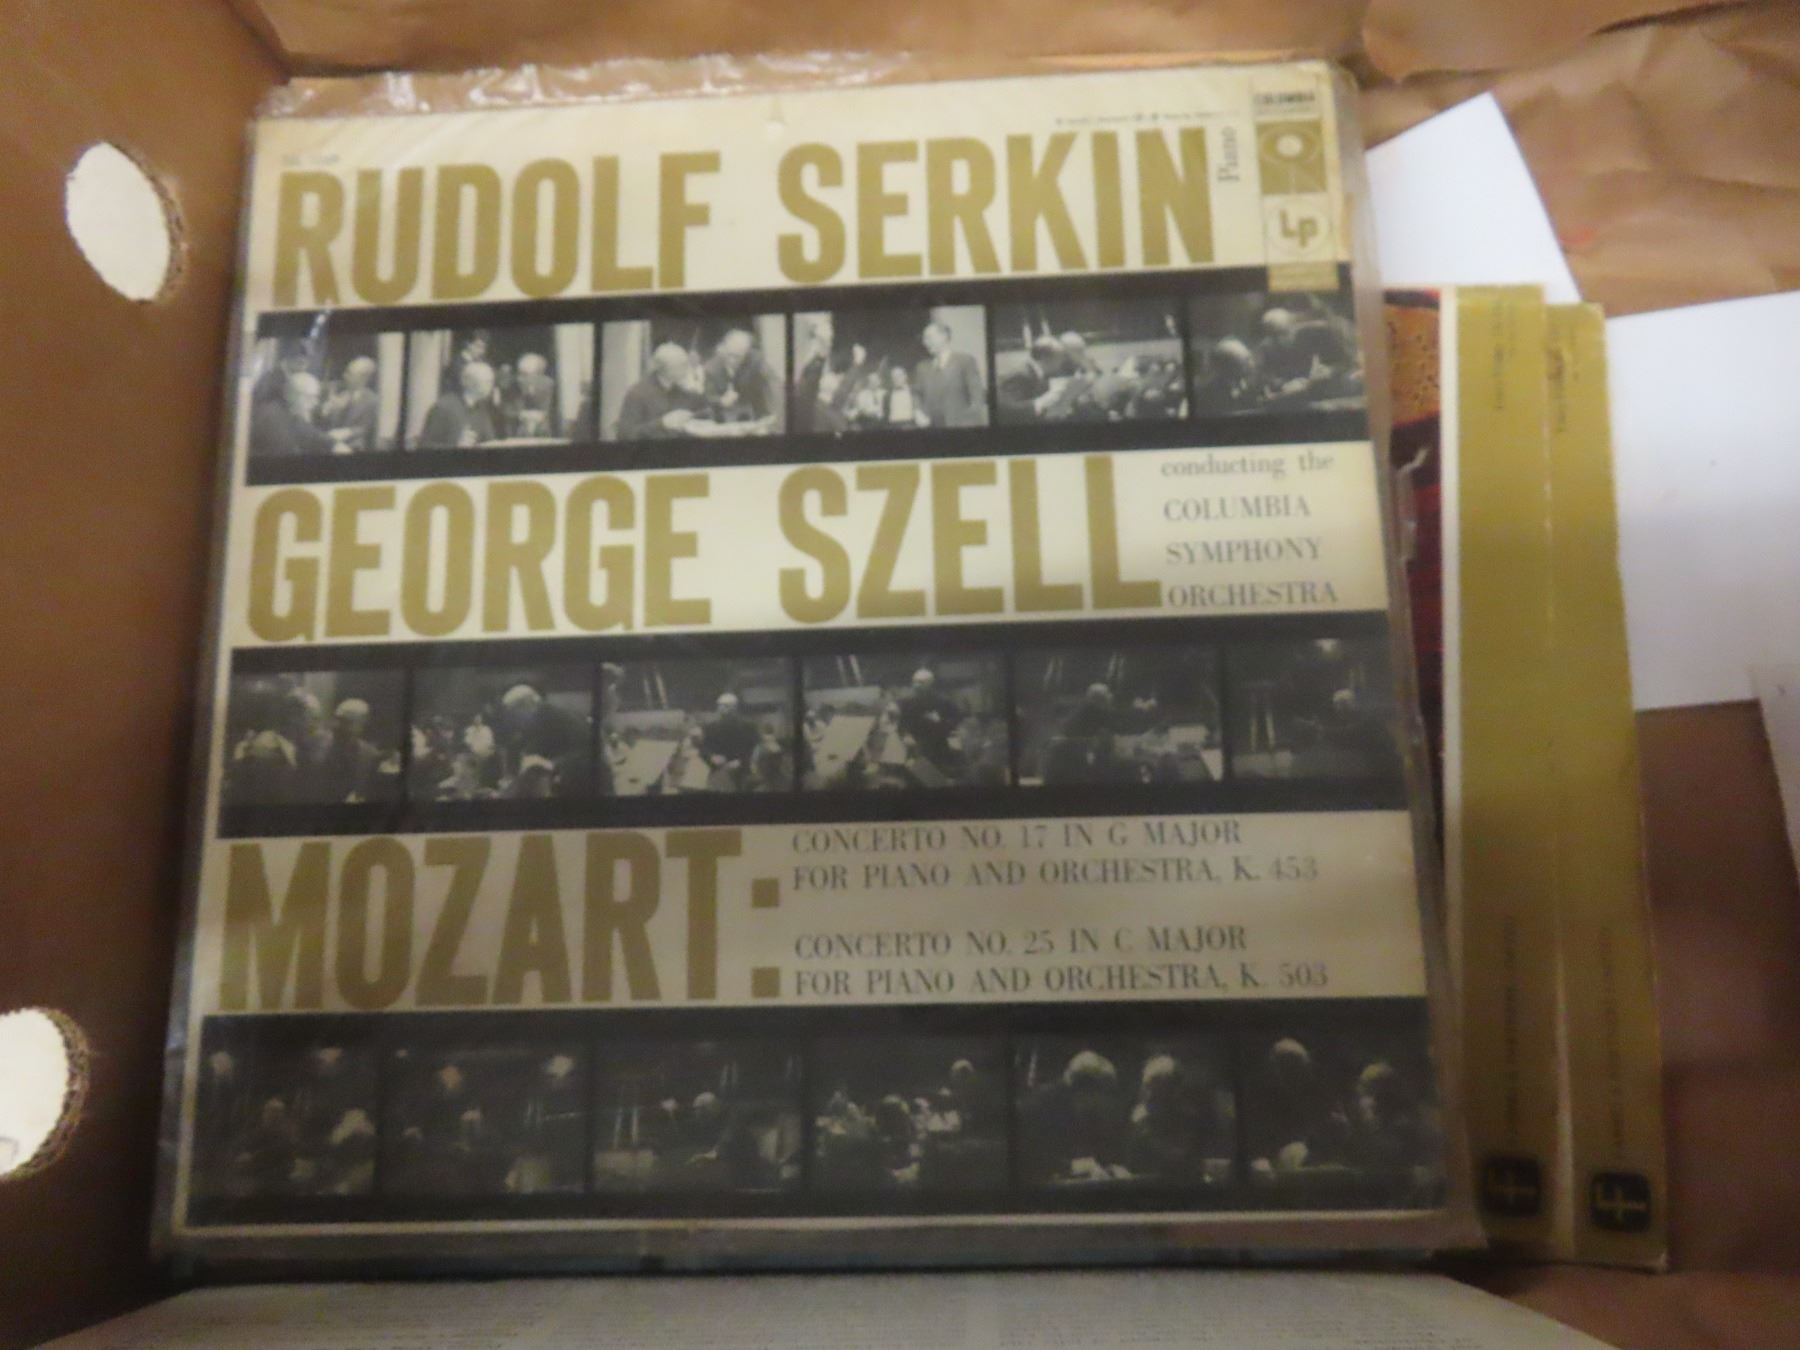 RUDOLF SERKIN
Piano
COLUMBIA
LP
GEORGE SZELL
conducting the
COLUMBIA
SYMPHONY
ORCHESTRA
MOZART:
CONCERTO NO. 17 IN G MAJOR
FOR PIANO AND ORCHESTRA, K. 453
CONCERTO NO. 25 IN C MAJOR
FOR PIANO AND ORCHESTRA, K. 503